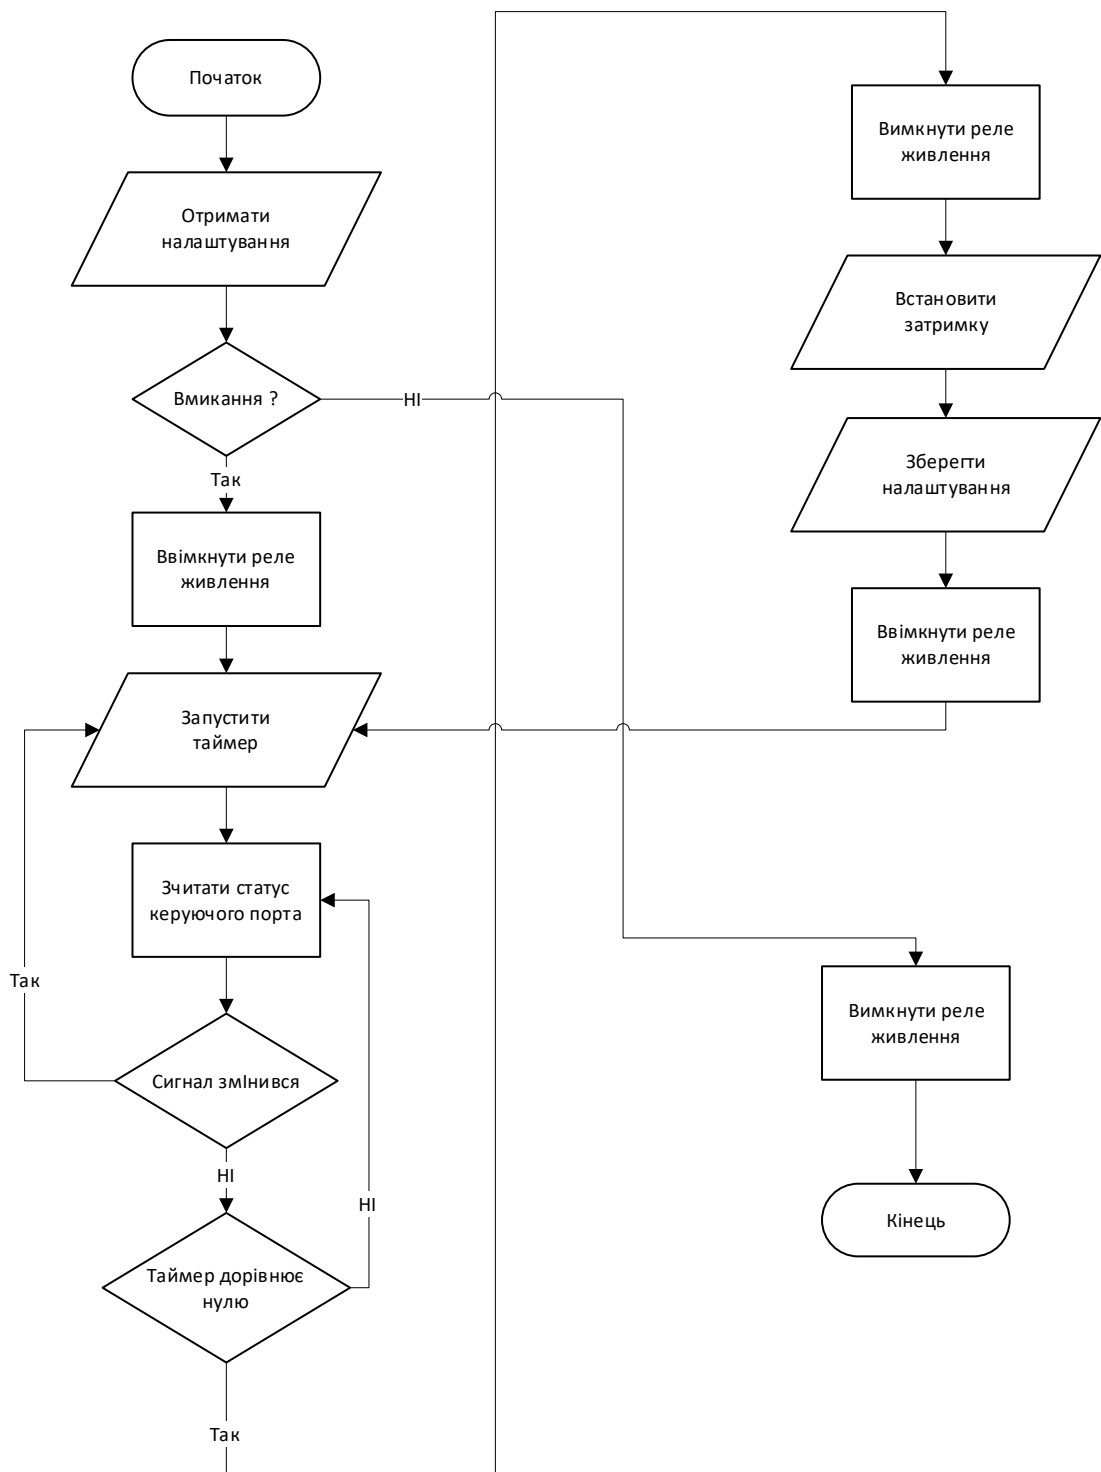 Початок
Отримати
налаштування
Вмикання ?
НІ
Так
Ввімкнути реле
живлення
Запустити
таймер
Зчитати статус
керуючого порта
Так
Сигнал змІнився
НІ
НІ
Таймер дорівнює
нулю
Так
Вимкнути реле
живлення
Встановити
затримку
Зберегти
налаштування
Ввімкнути реле
живлення
Вимкнути реле
живлення
Кінець